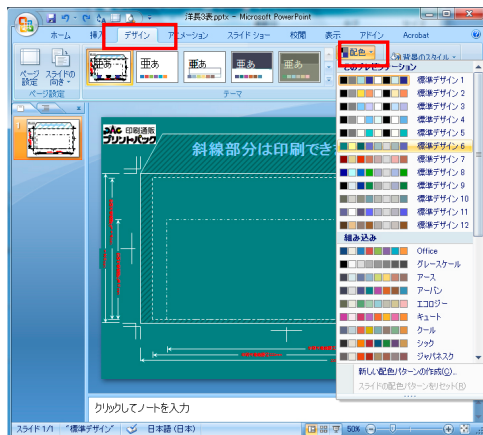 洋長3表.pptx - Microsoft PowerPoint
ホーム 挿入 デザイン アニメーション スライド ショー 校閲 表示 アドイン Acrobat
ページ設定 スライドの向き
亜あ 亜あ 亜あ 亜あ 亜あ
配色
背景のスタイル
ページ設定
テーマ
このプレゼンテーション
標準デザイン 1
標準デザイン 2
標準デザイン 3
標準デザイン 4
標準デザイン 5
標準デザイン 6
標準デザイン 7
標準デザイン 8
標準デザイン 9
標準デザイン 10
標準デザイン 11
標準デザイン 12
組み込み
Office
グレースケール
アース
アーバン
エコロジー
キュート
クール
シック
ジャパネスク
新しい配色パターンの作成(C)...
スライドの配色パターンをリセット(R)
印刷通販
プリントパック
斜線部分は印刷でき
クリックしてノートを入力
スライド 1/1 "標準デザイン" 日本語 (日本) 50%